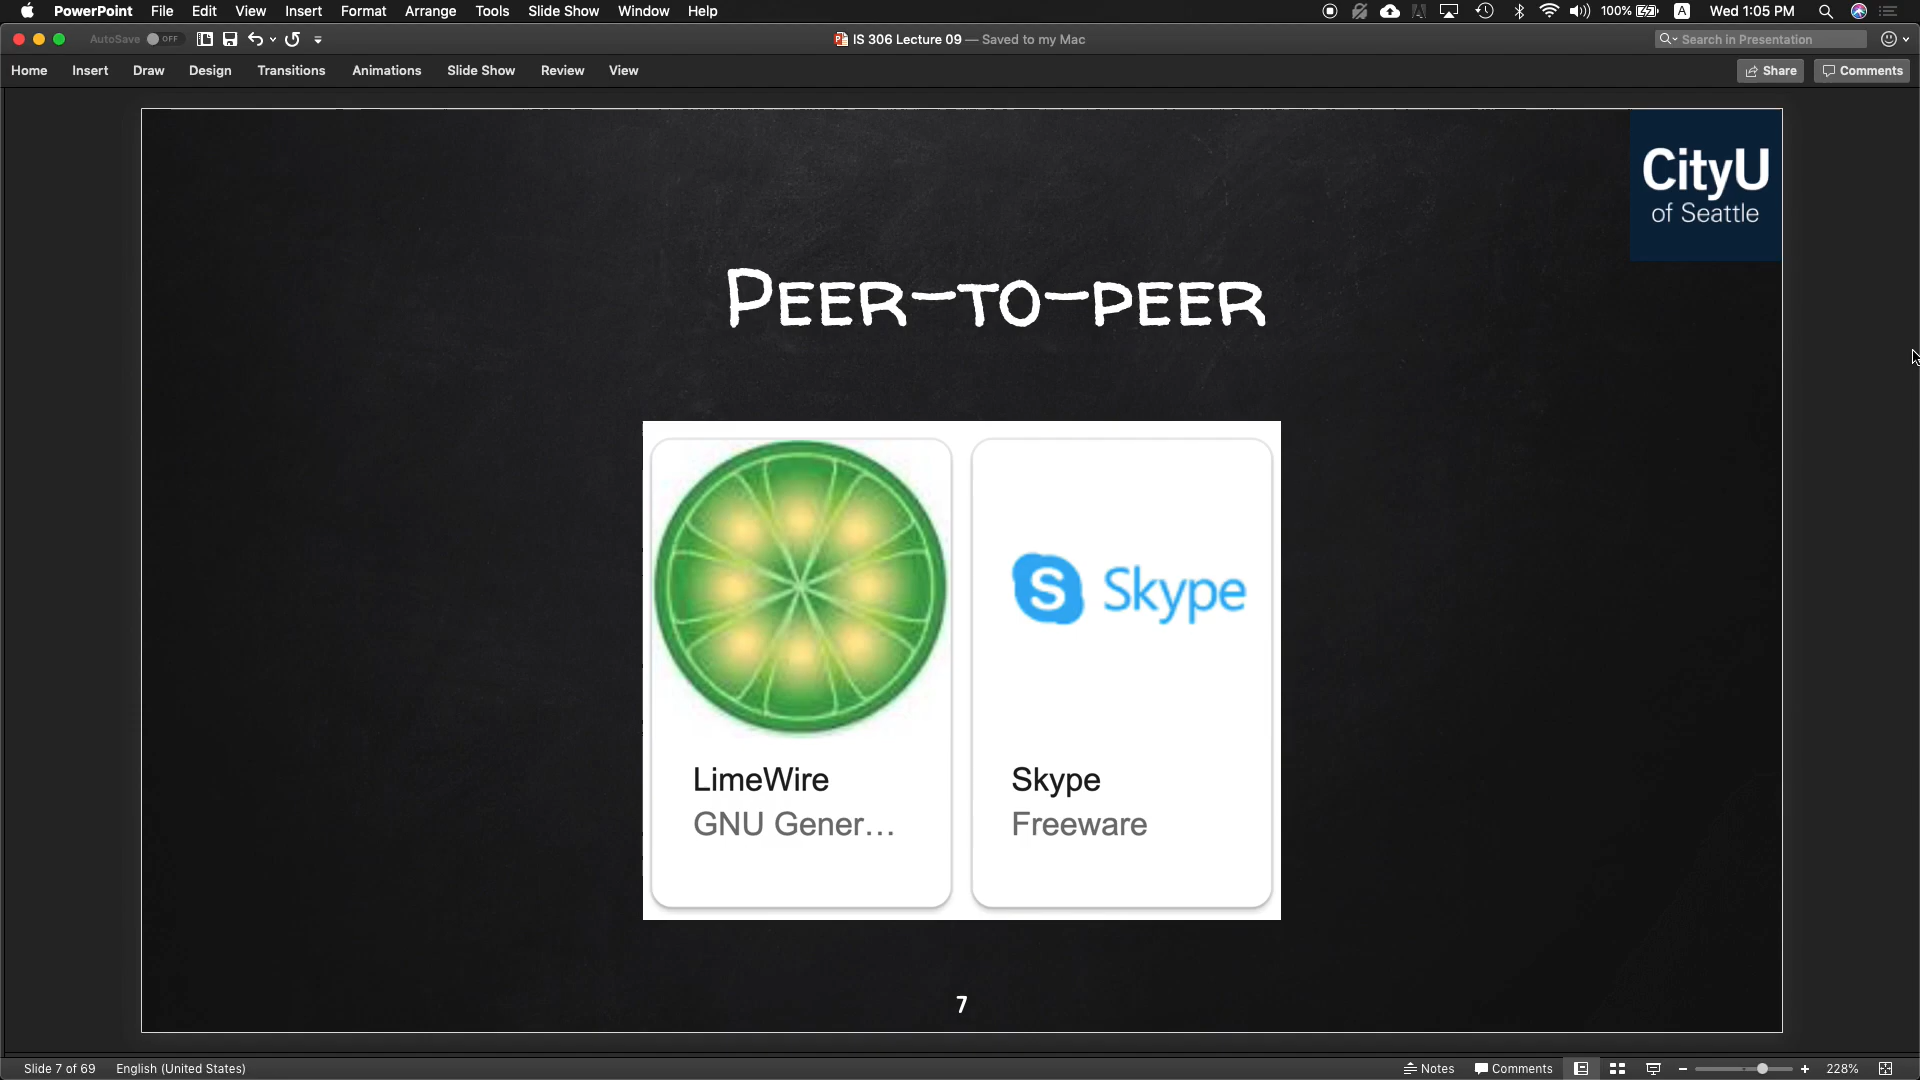 PowerPoint File Edit View Insert Format Arrange Tools Slide Show Window Help 100% A Wed 1:05 PM
AutoSave OFF IS 306 Lecture 09 — Saved to my Mac Search in Presentation
Home Insert Draw Design Transitions Animations Slide Show Review View Share Comments
CityU
of Seattle
Peer-to-peer
S Skype
LimeWire Skype
GNU Gener... Freeware
7
Slide 7 of 69 English (United States) Notes Comments 228%